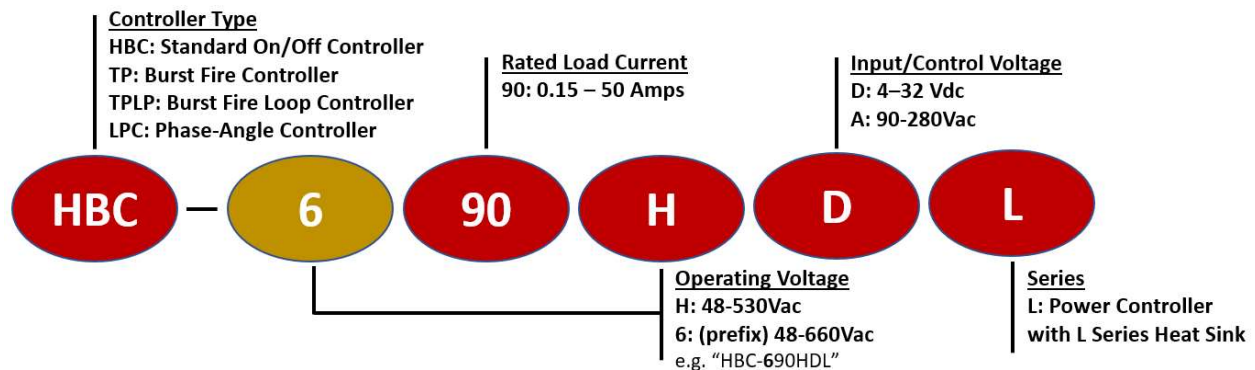 Controller Type
HBC: Standard On/Off Controller
TP: Burst Fire Controller
TPLP: Burst Fire Loop Controller
LPC: Phase-Angle Controller
Rated Load Current
90: 0.15 – 50 Amps
Input/Control Voltage
D: 4–32 Vdc
A: 90-280Vac
HBC – 6 90 H D L
Operating Voltage
H: 48-530Vac
6: (prefix) 48-660Vac
e.g. “HBC-690HDL”
Series
L: Power Controller
with L Series Heat Sink